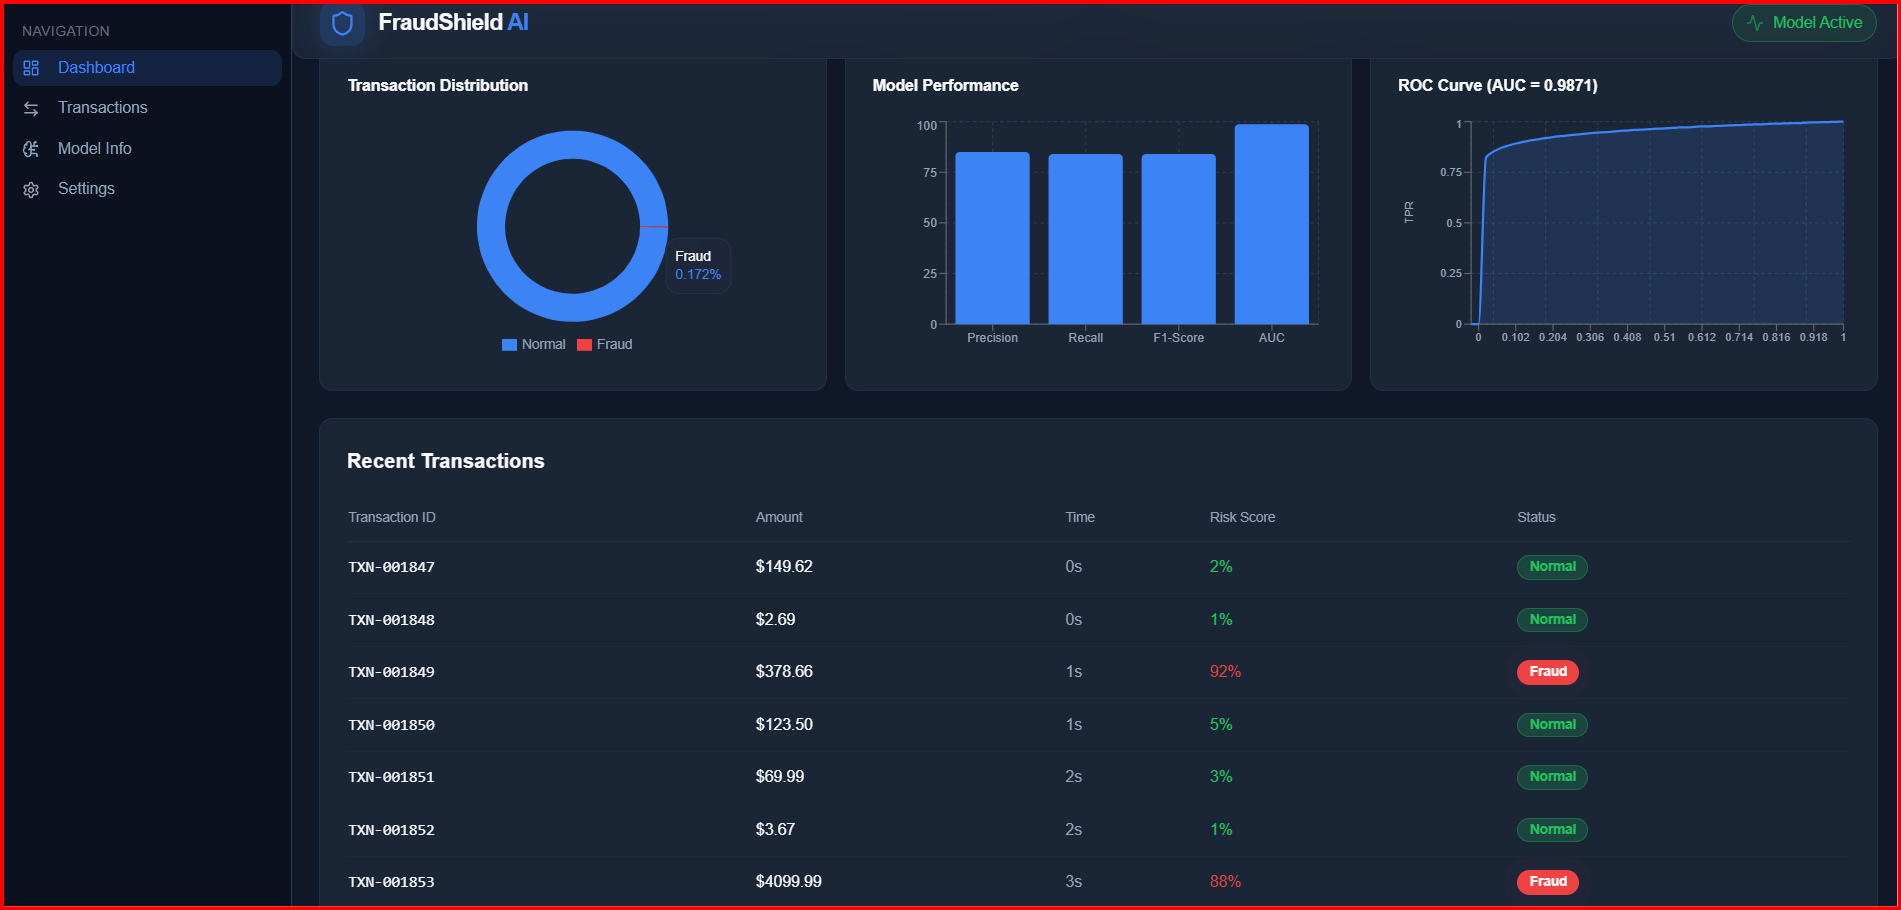 NAVIGATION
Dashboard
Transactions
Model Info
Settings
FraudShield AI
Model Active
Transaction Distribution
Fraud
0.172%
Normal Fraud
Model Performance
100
75
50
25
0
Precision Recall F1-Score AUC
ROC Curve (AUC = 0.9871)
TPR
1
0.75
0.5
0.25
0
0 0.102 0.204 0.306 0.408 0.51 0.612 0.714 0.816 0.918 1
Recent Transactions
Transaction ID Amount Time Risk Score Status
TXN-001847 $149.62 0s 2% Normal
TXN-001848 $2.69 0s 1% Normal
TXN-001849 $378.66 1s 92% Fraud
TXN-001850 $123.50 1s 5% Normal
TXN-001851 $69.99 2s 3% Normal
TXN-001852 $3.67 2s 1% Normal
TXN-001853 $4099.99 3s 88% Fraud